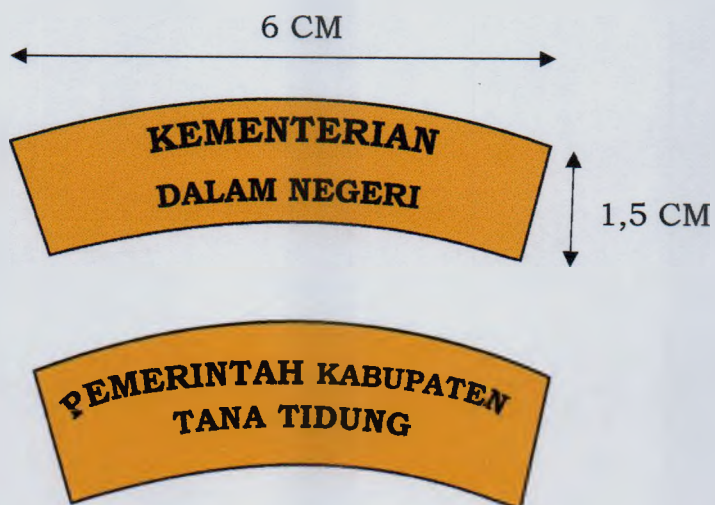 6 CM
KEMENTERIAN
DALAM NEGERI
1,5 CM
PEMERINTAH KABUPATEN
TANA TIDUNG